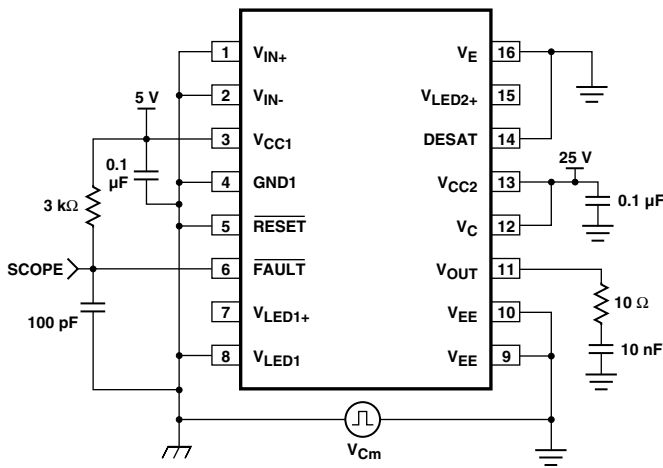 1 V_IN+ V_E 16
5 V 2 V_IN- V_LED2+ 15
3 V_CC1 DESAT 14
0.1 µF 4 GND1 V_CC2 13 25 V
3 kΩ 5 R̅E̅S̅E̅T̅ V_C 12 0.1 µF
SCOPE 6 F̅A̅U̅L̅T̅ V_OUT 11
100 pF 7 V_LED1+ V_EE 10 10 Ω
8 V_LED1 V_EE 9 10 nF
V_Cm